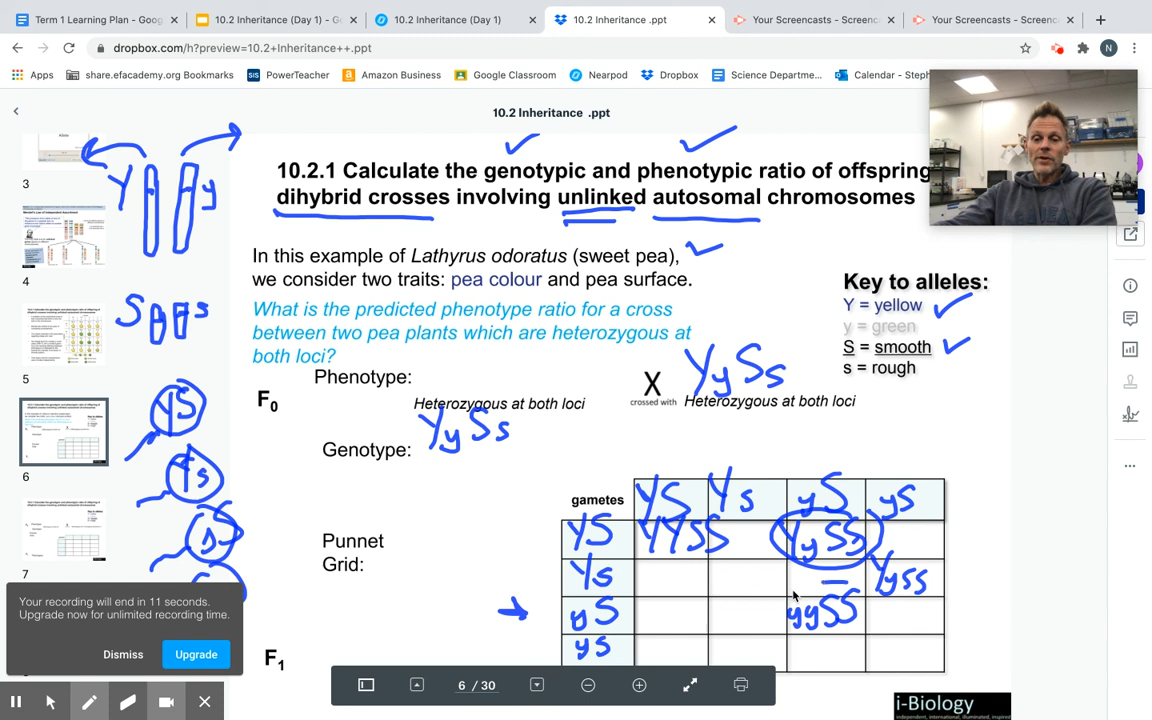 Term 1 Learning Plan - Goog
10.2 Inheritance (Day 1) - G
10.2 Inheritance (Day 1)
10.2 Inheritance .ppt
Your Screencasts - Screenc
Your Screencasts - Screenc
dropbox.com/h?preview=10.2+Inheritance++.ppt
N
Apps
share.efacademy.org Bookmarks
SIS PowerTeacher
Amazon Business
Google Classroom
Nearpod
Dropbox
Science Departme...
Calendar - Steph
10.2 Inheritance .ppt
3
4
5
6
7
Y y
S s
YS
Ys
10.2.1 Calculate the genotypic and phenotypic ratio of offspring
dihybrid crosses involving unlinked autosomal chromosomes
In this example of Lathyrus odoratus (sweet pea),
we consider two traits: pea colour and pea surface.
Key to alleles:
Y = yellow
y = green
S = smooth
s = rough
What is the predicted phenotype ratio for a cross
between two pea plants which are heterozygous at
both loci?
Phenotype:
F0
Heterozygous at both loci
X
crossed with
YySs
Heterozygous at both loci
Genotype:
YySs
gametes YS Ys yS ys
YS YYSS YySS
Ys Yyss
yS yySS
ys
Punnet
Grid:
F1
Your recording will end in 11 seconds.
Upgrade now for unlimited recording time.
Dismiss
Upgrade
6 / 30
i-Biology
independent, international, illuminated, inspired